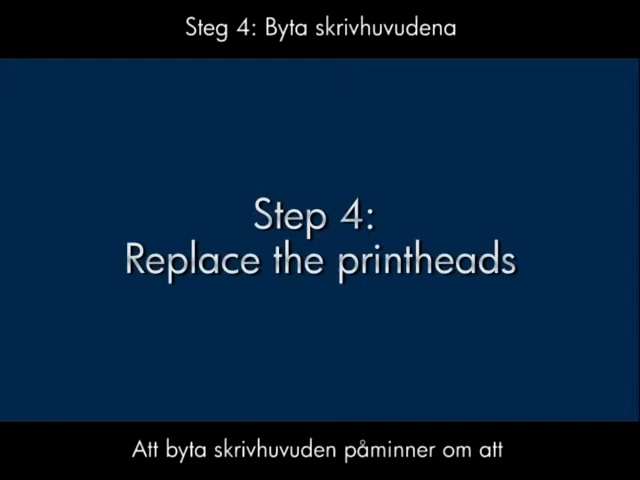 Steg 4: Byta skrivhuvudena
Step 4:
Replace the printheads
Att byta skrivhuvuden påminner om att